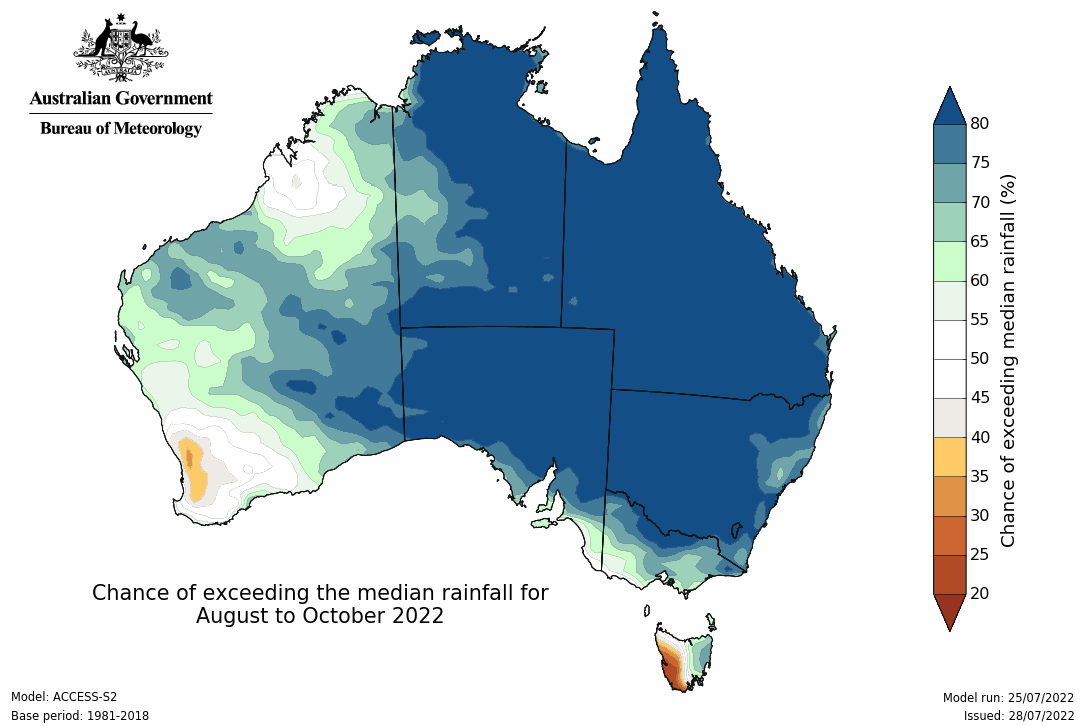 Australian Government
Bureau of Meteorology
80
75
70
65
60
55
50
45
40
35
30
25
20
Chance of exceeding median rainfall (%)
Chance of exceeding the median rainfall for
August to October 2022
Model: ACCESS-S2
Base period: 1981-2018
Model run: 25/07/2022
Issued: 28/07/2022